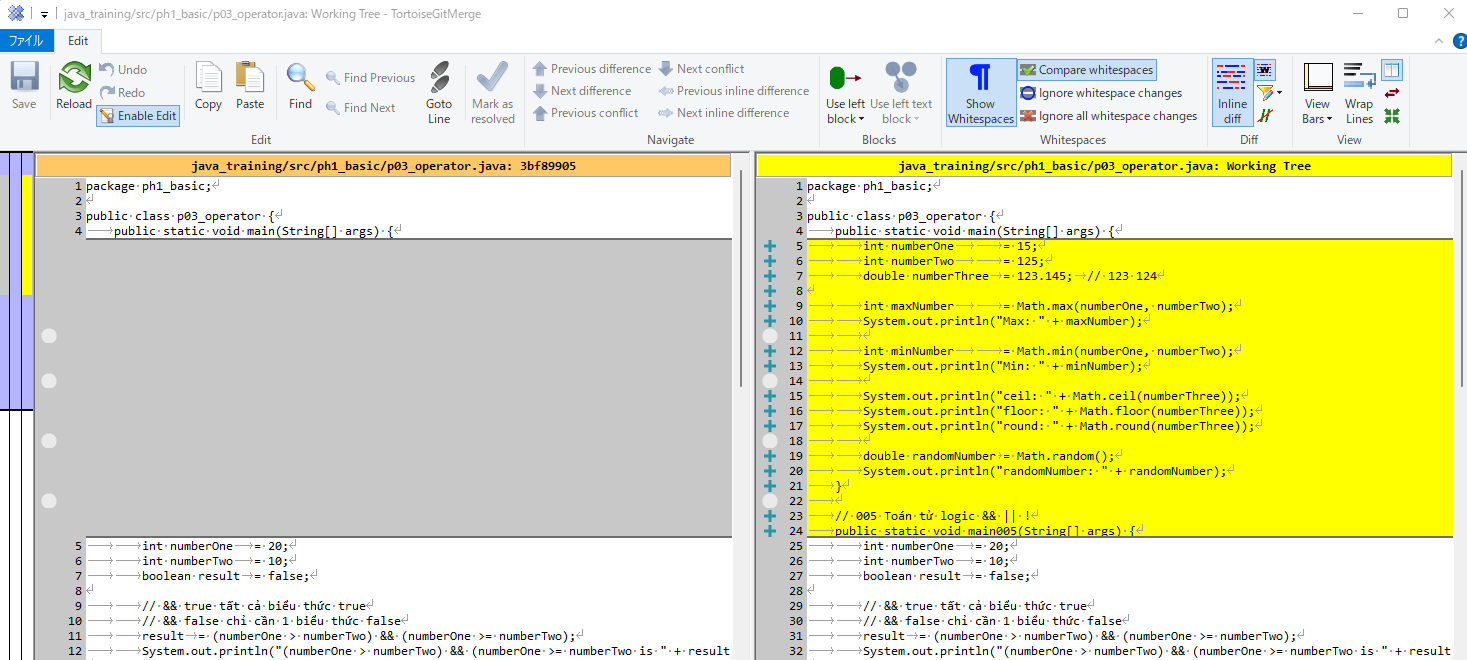 java_training/src/ph1_basic/p03_operator.java: Working Tree - TortoiseGitMerge
ファイル
Edit
?
Save
Reload
Undo
Redo
Enable Edit
Copy
Paste
Find
Find Previous
Find Next
Goto Line
Mark as resolved
Edit
Previous difference
Next difference
Previous conflict
Next conflict
Previous inline difference
Next inline difference
Navigate
Use left block
Use left text block
Blocks
Show Whitespaces
Compare whitespaces
Ignore whitespace changes
Ignore all whitespace changes
Whitespaces
Inline diff
Diff
View Bars
Wrap Lines
View
java_training/src/ph1_basic/p03_operator.java: 3bf89905
1 package ph1_basic;
2
3 public class p03_operator {
4 public static void main(String[] args) {
5 int numberOne = 20;
6 int numberTwo = 10;
7 boolean result = false;
8
9 // && true tất cả biểu thức true
10 // && false chỉ cần 1 biểu thức false
11 result = (numberOne > numberTwo) && (numberOne >= numberTwo);
12 System.out.println("(numberOne > numberTwo) && (numberOne >= numberTwo is " + result
java_training/src/ph1_basic/p03_operator.java: Working Tree
1 package ph1_basic;
2
3 public class p03_operator {
4 public static void main(String[] args) {
5 int numberOne = 15;
6 int numberTwo = 125;
7 double numberThree = 123.145; // 123 124
8
9 int maxNumber = Math.max(numberOne, numberTwo);
10 System.out.println("Max: " + maxNumber);
11
12 int minNumber = Math.min(numberOne, numberTwo);
13 System.out.println("Min: " + minNumber);
14
15 System.out.println("ceil: " + Math.ceil(numberThree));
16 System.out.println("floor: " + Math.floor(numberThree));
17 System.out.println("round: " + Math.round(numberThree));
18
19 double randomNumber = Math.random();
20 System.out.println("randomNumber: " + randomNumber);
21 }
22
23 // 005 Toán tử logic && || !
24 public static void main005(String[] args) {
25 int numberOne = 20;
26 int numberTwo = 10;
27 boolean result = false;
28
29 // && true tất cả biểu thức true
30 // && false chỉ cần 1 biểu thức false
31 result = (numberOne > numberTwo) && (numberOne >= numberTwo);
32 System.out.println("(numberOne > numberTwo) && (numberOne >= numberTwo is " + result